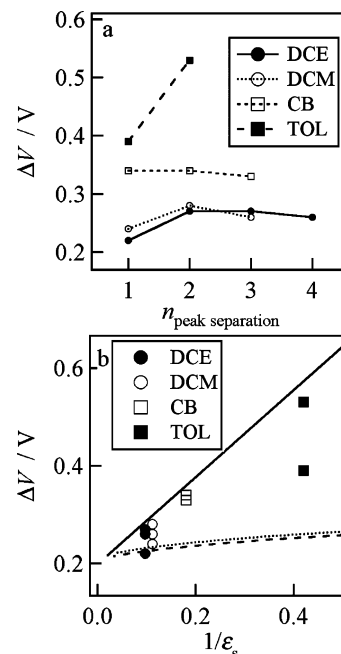 0.6
a
DCE
DCM
CB
TOL
0.5
0.4
0.3
0.2
ΔV / V
1 2 3 4
n peak separation
b
DCE
DCM
CB
TOL
0.6
0.4
0.2
ΔV / V
0.0 0.2 0.4
1/εs